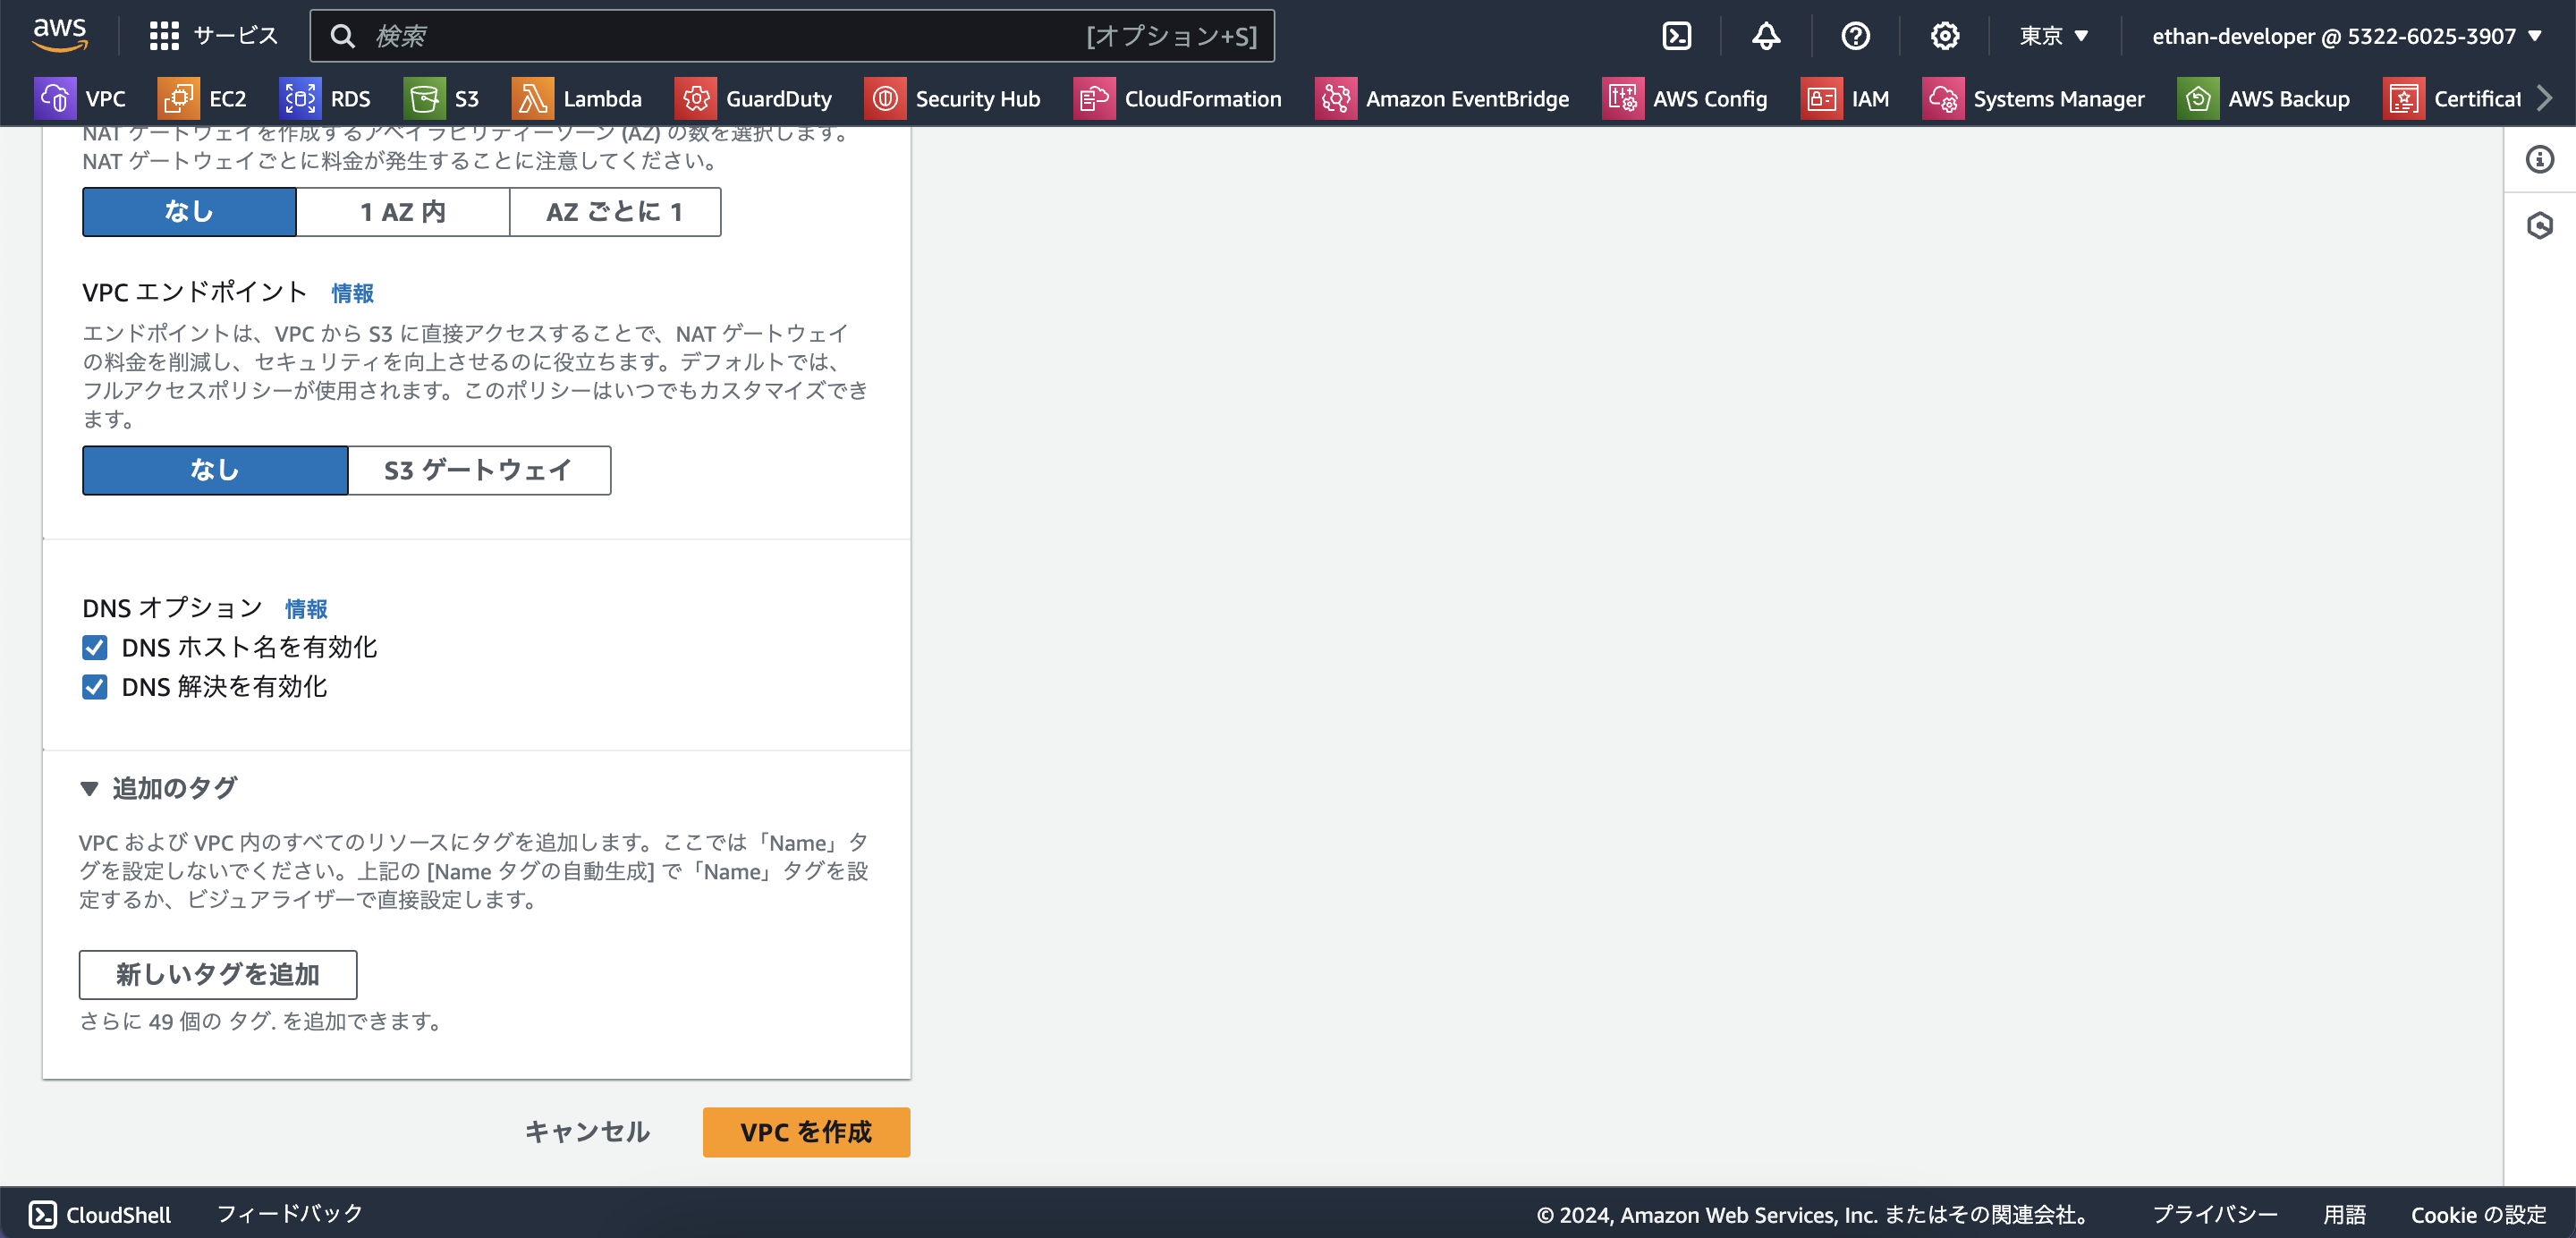 aws
サービス
検索
[オプション+S]
東京
ethan-developer @ 5322-6025-3907
VPC
EC2
RDS
S3
Lambda
GuardDuty
Security Hub
CloudFormation
Amazon EventBridge
AWS Config
IAM
Systems Manager
AWS Backup
Certificat
NAT ゲートウェイを作成するアベイラビリティーゾーン (AZ) の数を選択します。
NAT ゲートウェイごとに料金が発生することに注意してください。
なし
1 AZ 内
AZ ごとに 1
VPC エンドポイント 情報
エンドポイントは、VPC から S3 に直接アクセスすることで、NAT ゲートウェイ
の料金を削減し、セキュリティを向上させるのに役立ちます。デフォルトでは、
フルアクセスポリシーが使用されます。このポリシーはいつでもカスタマイズでき
ます。
なし
S3 ゲートウェイ
DNS オプション 情報
DNS ホスト名を有効化
DNS 解決を有効化
追加のタグ
VPC および VPC 内のすべてのリソースにタグを追加します。ここでは「Name」タ
グを設定しないでください。上記の [Name タグの自動生成] で「Name」タグを設
定するか、ビジュアライザーで直接設定します。
新しいタグを追加
さらに 49 個の タグ. を追加できます。
キャンセル
VPC を作成
CloudShell
フィードバック
© 2024, Amazon Web Services, Inc. またはその関連会社。
プライバシー
用語
Cookie の設定